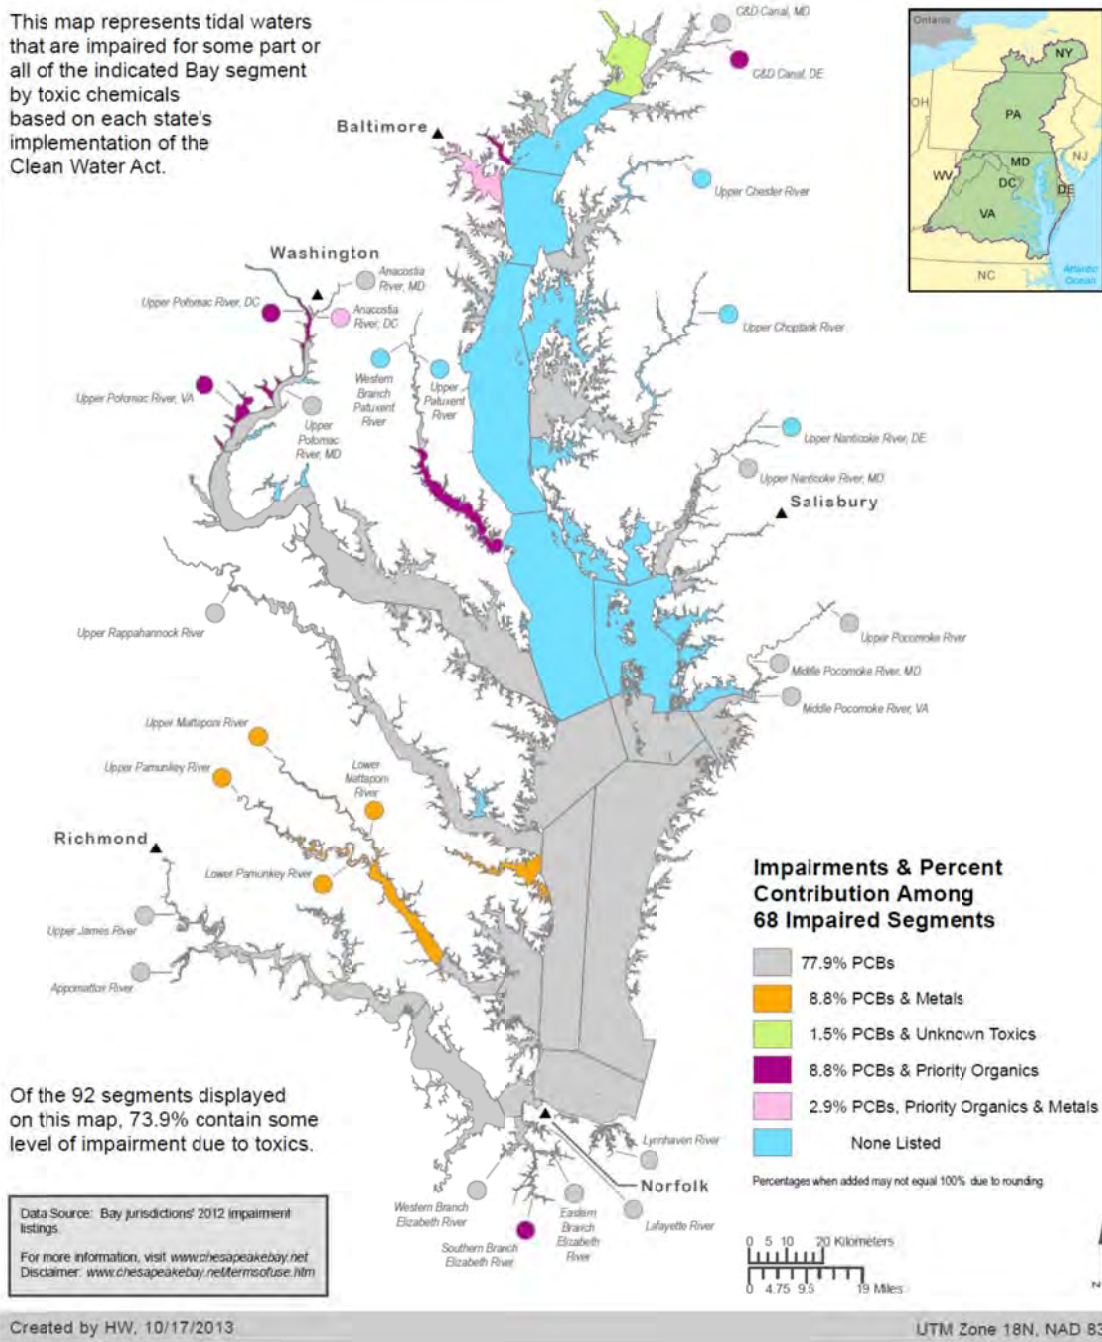 This map represents tidal waters
that are impaired for some part or
all of the indicated Bay segment
by toxic chemicals
based on each state's
implementation of the
Clean Water Act.
C&D Canal, MD
C&D Canal, DE
Baltimore
Upper Chester River
Ontario
NY
OH
PA
NJ
MD
WV
DC
DE
VA
NC
Atlantic
Ocean
Washington
Anacostia
River, MD
Upper Potomac River, DC
Anacostia
River, DC
Upper Choptank River
Western
Branch
Patuxent
River
Upper
Patuxent
River
Upper Potomac River, VA
Upper
Potomac
River, MD
Upper Nanticoke River, DE
Upper Nanticoke River, MD
Salisbury
Upper Rappahannock River
Upper Pocomoke River
Middle Pocomoke River, MD
Middle Pocomoke River, VA
Upper Mattiponi River
Upper Pamunkey River
Lower
Mattaponi
River
Richmond
Lower Pamunkey River
Upper James River
Appomattox River
Impairments & Percent
Contribution Among
68 Impaired Segments
77.9% PCBs
8.8% PCBs & Metals
1.5% PCBs & Unknown Toxics
8.8% PCBs & Priority Organics
2.9% PCBs, Priority Organics & Metals
None Listed
Percentages when added may not equal 100% due to rounding.
Of the 92 segments displayed
on this map, 73.9% contain some
level of impairment due to toxics.
Lynnhaven River
Norfolk
Western Branch
Elizabeth River
Southern Branch
Elizabeth River
Eastern
Branch
Elizabeth
River
Lafayette River
Data Source: Bay jurisdictions' 2012 impairment
listings.
For more information, visit www.chesapeakebay.net
Disclaimer: www.chesapeakebay.net/termsofuse.htm
0 5 10 20 Kilometers
0 4.75 9.5 19 Miles
N
Created by HW, 10/17/2013
UTM Zone 18N, NAD 83